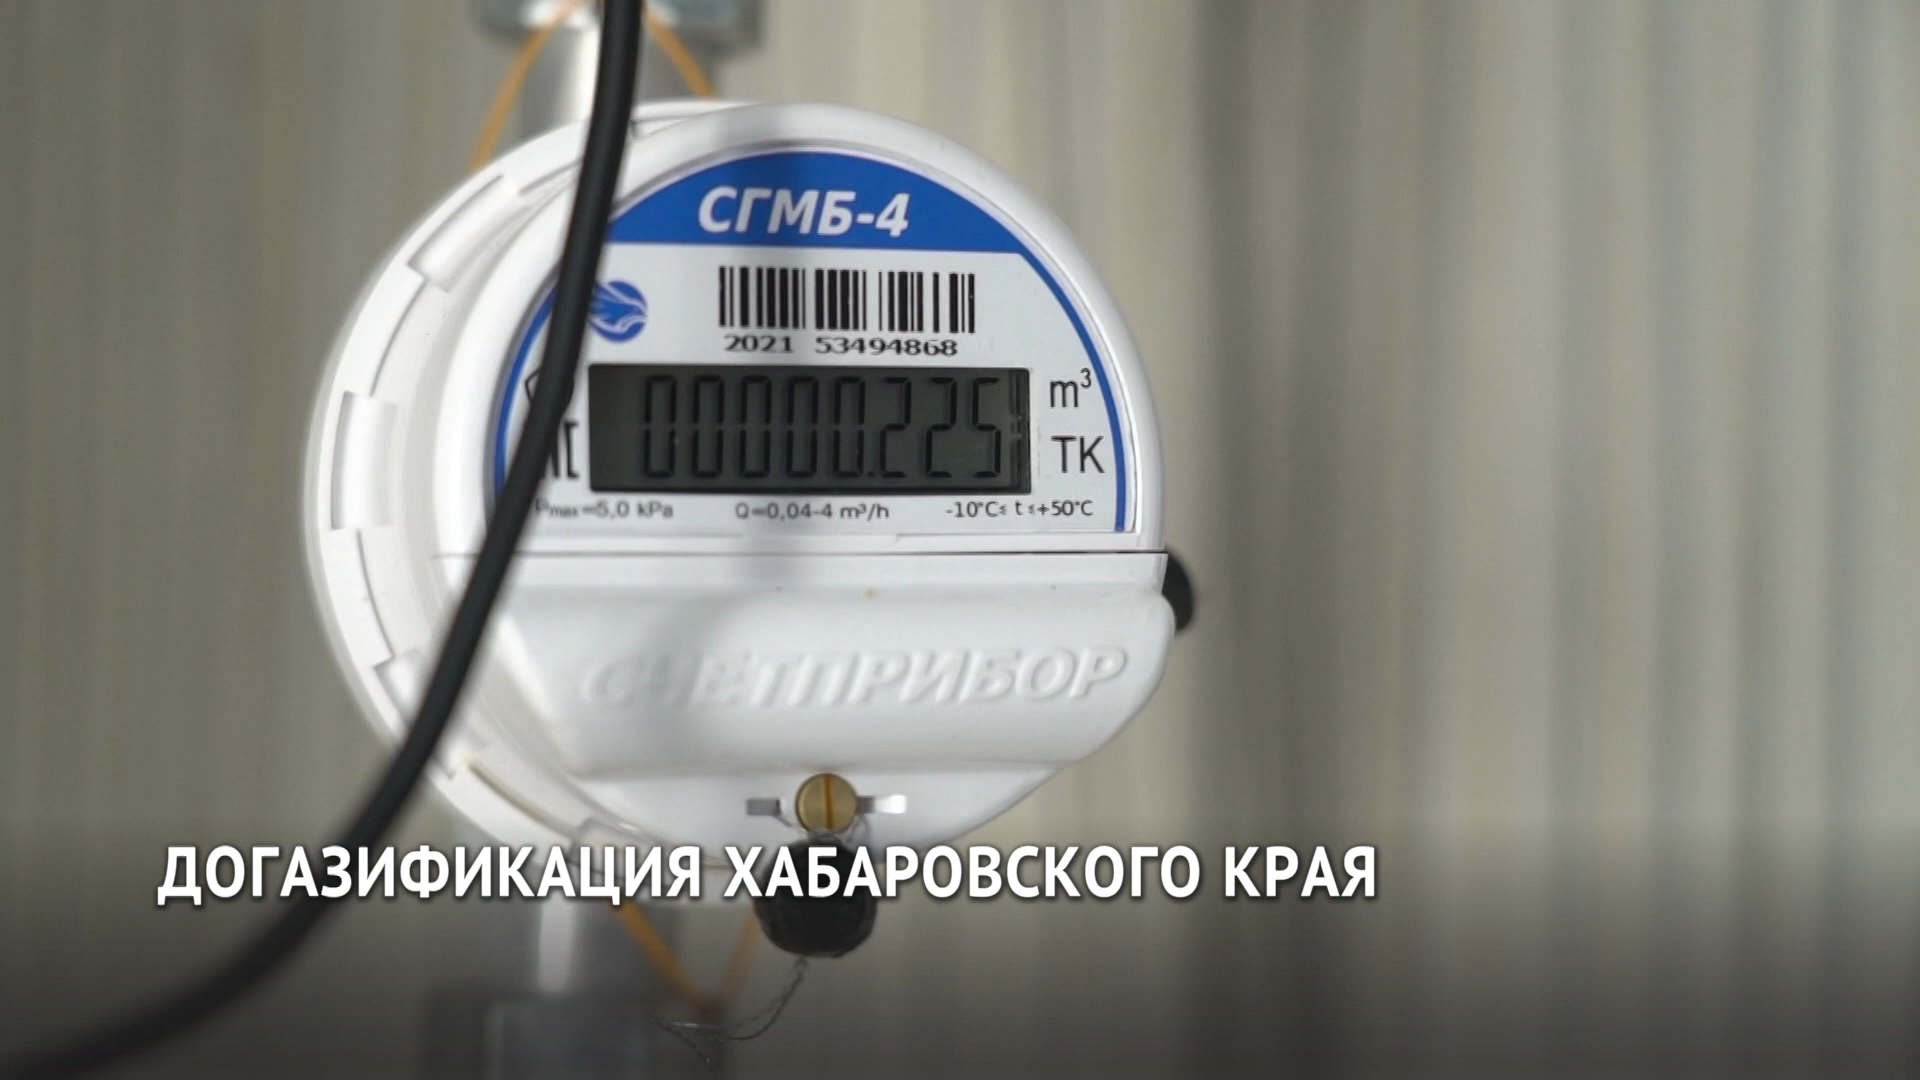 СГМБ-4
2021 53494868
00000.225 m³
ТК
Pmax=5,0 kPa Q=0,04-4 m³/h -10°C≤ t ≤+50°C
СЧЕТПРИБОР
ДОГАЗИФИКАЦИЯ ХАБАРОВСКОГО КРАЯ